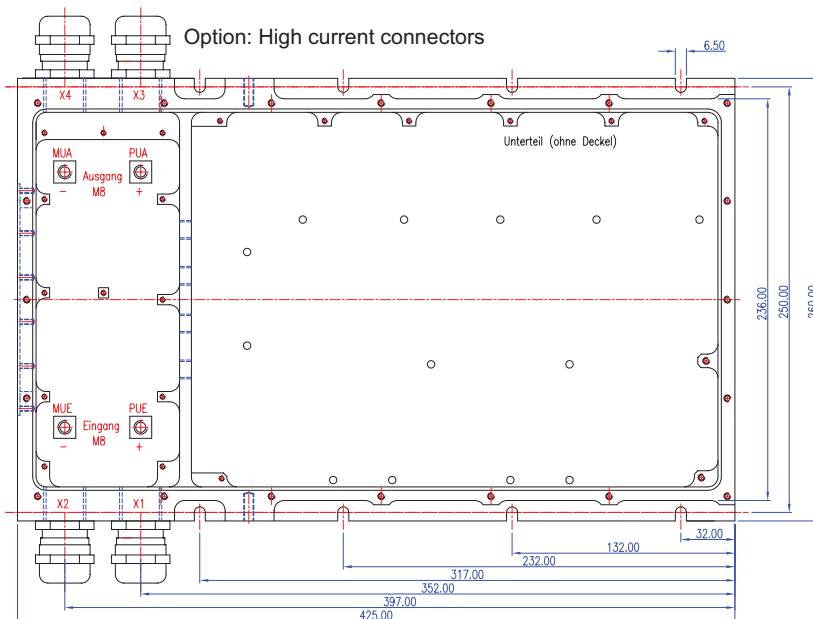 Option: High current connectors
6.50
X4
X3
Unterteil (ohne Deckel)
MUA
PUA
Ausgang
M8
-
+
236.00
250.00
260.00
MUE
PUE
Eingang
M8
-
+
X2
X1
32.00
132.00
232.00
317.00
352.00
397.00
425.00